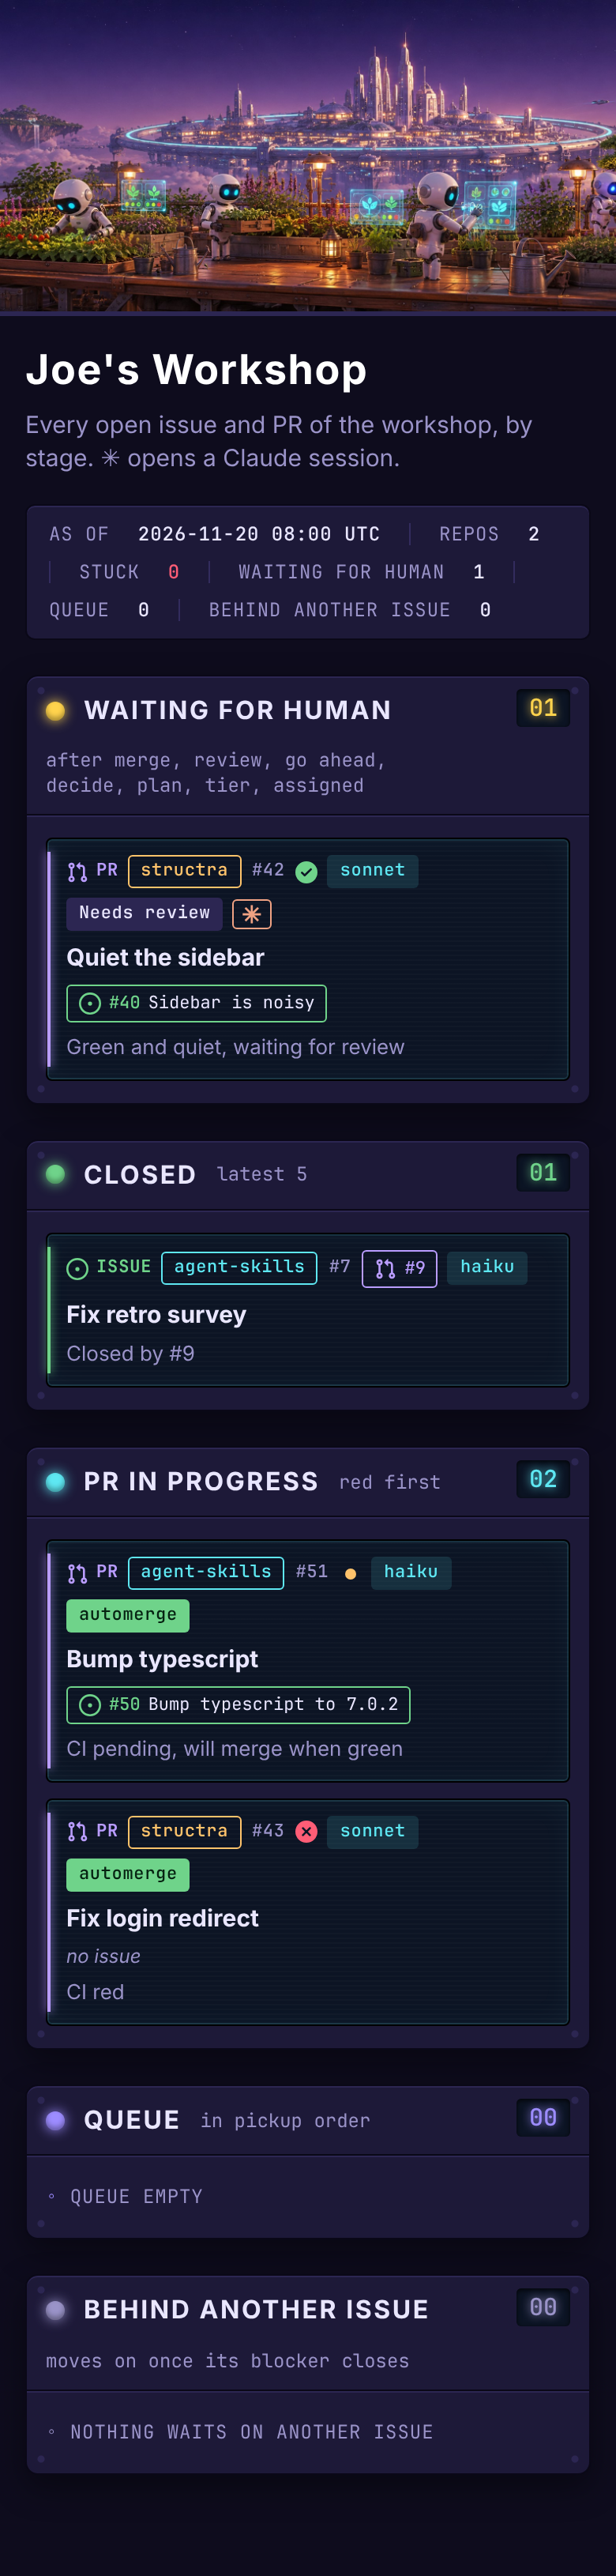 Joe's Workshop
Every open issue and PR of the workshop, by
stage. ✳ opens a Claude session.
AS OF 2026-11-20 08:00 UTC | REPOS 2
| STUCK 0 | WAITING FOR HUMAN 1 |
QUEUE 0 | BEHIND ANOTHER ISSUE 0
WAITING FOR HUMAN 01
after merge, review, go ahead,
decide, plan, tier, assigned
PR structra #42 sonnet
Needs review
Quiet the sidebar
#40 Sidebar is noisy
Green and quiet, waiting for review
CLOSED latest 5 01
ISSUE agent-skills #7 #9 haiku
Fix retro survey
Closed by #9
PR IN PROGRESS red first 02
PR agent-skills #51 haiku
automerge
Bump typescript
#50 Bump typescript to 7.0.2
CI pending, will merge when green
PR structra #43 sonnet
automerge
Fix login redirect
no issue
CI red
QUEUE in pickup order 00
QUEUE EMPTY
BEHIND ANOTHER ISSUE 00
moves on once its blocker closes
NOTHING WAITS ON ANOTHER ISSUE